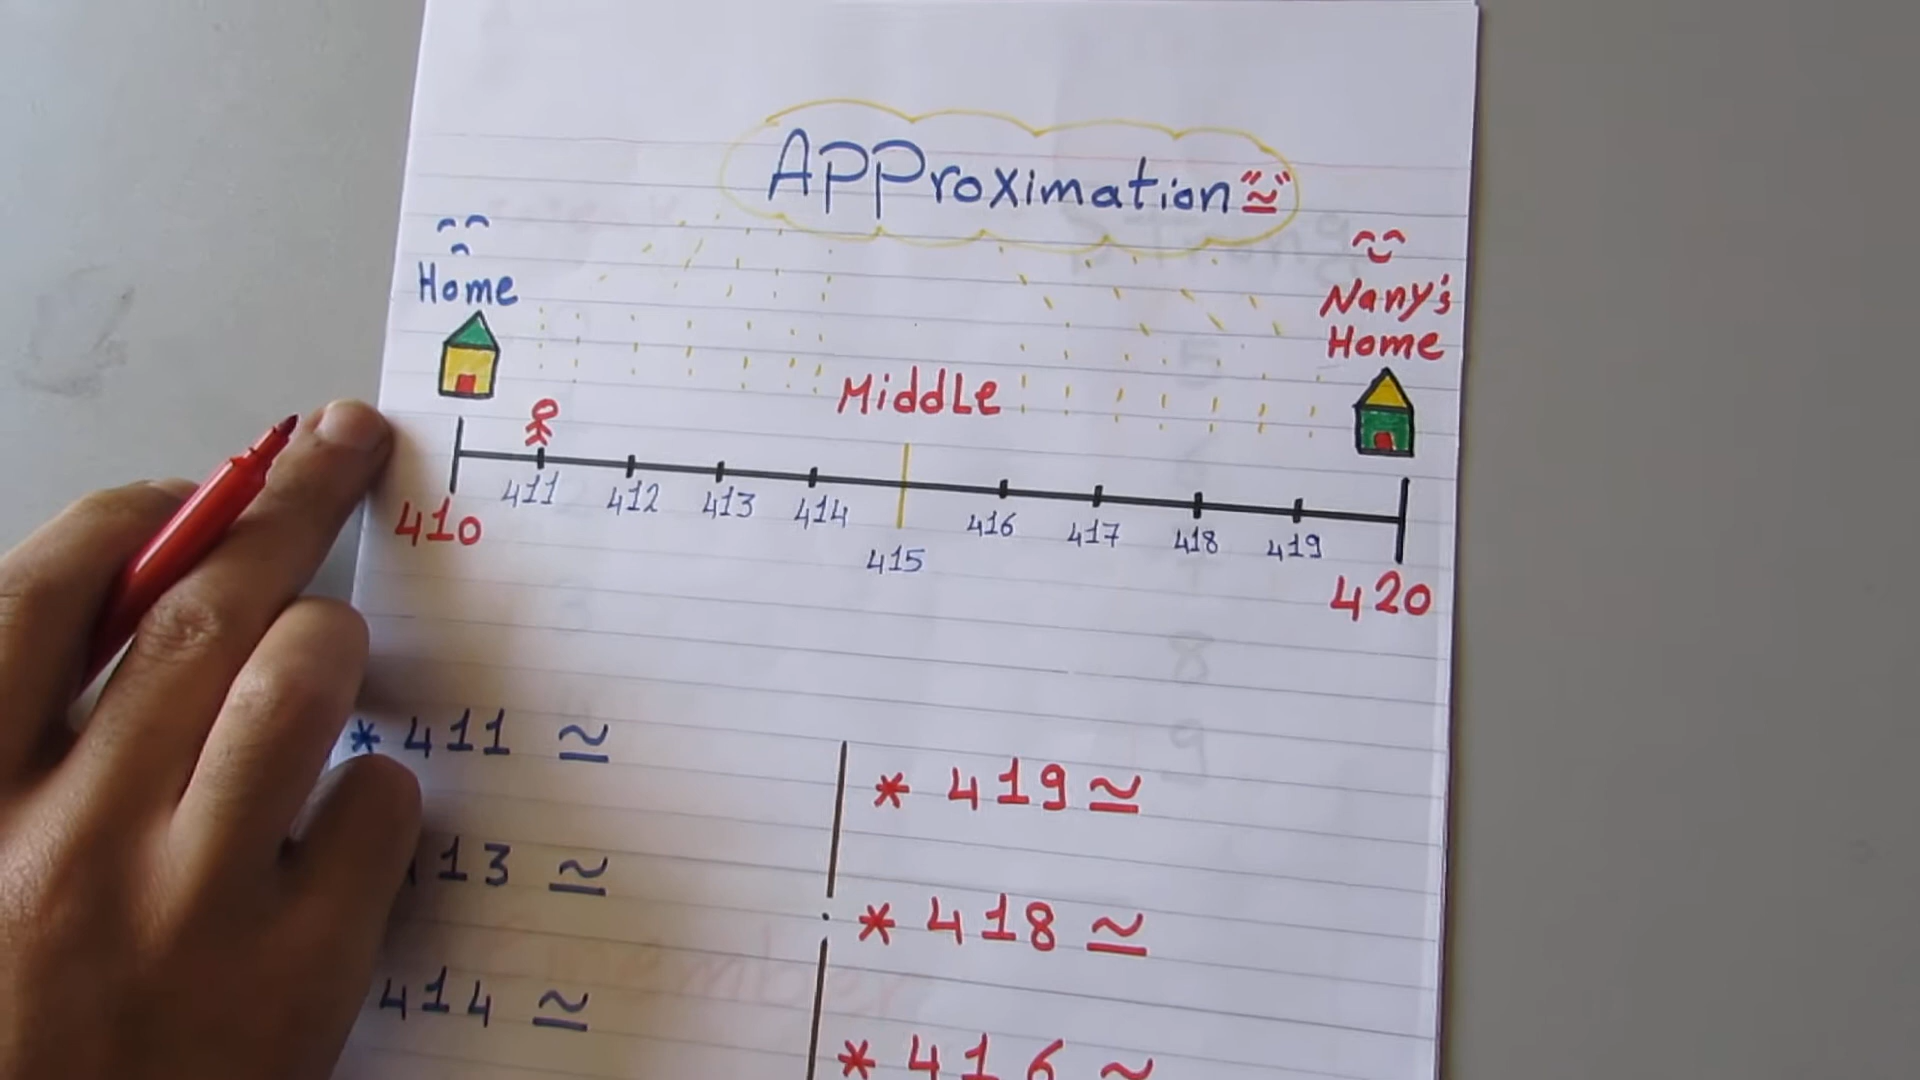 APProximation "≃"
Home
Nany's
Home
Middle
410
411
412
413
414
415
416
417
418
419
420
* 411 ≃
13 ≃
414 ≃
* 419 ≃
* 418 ≃
* 416 ≃